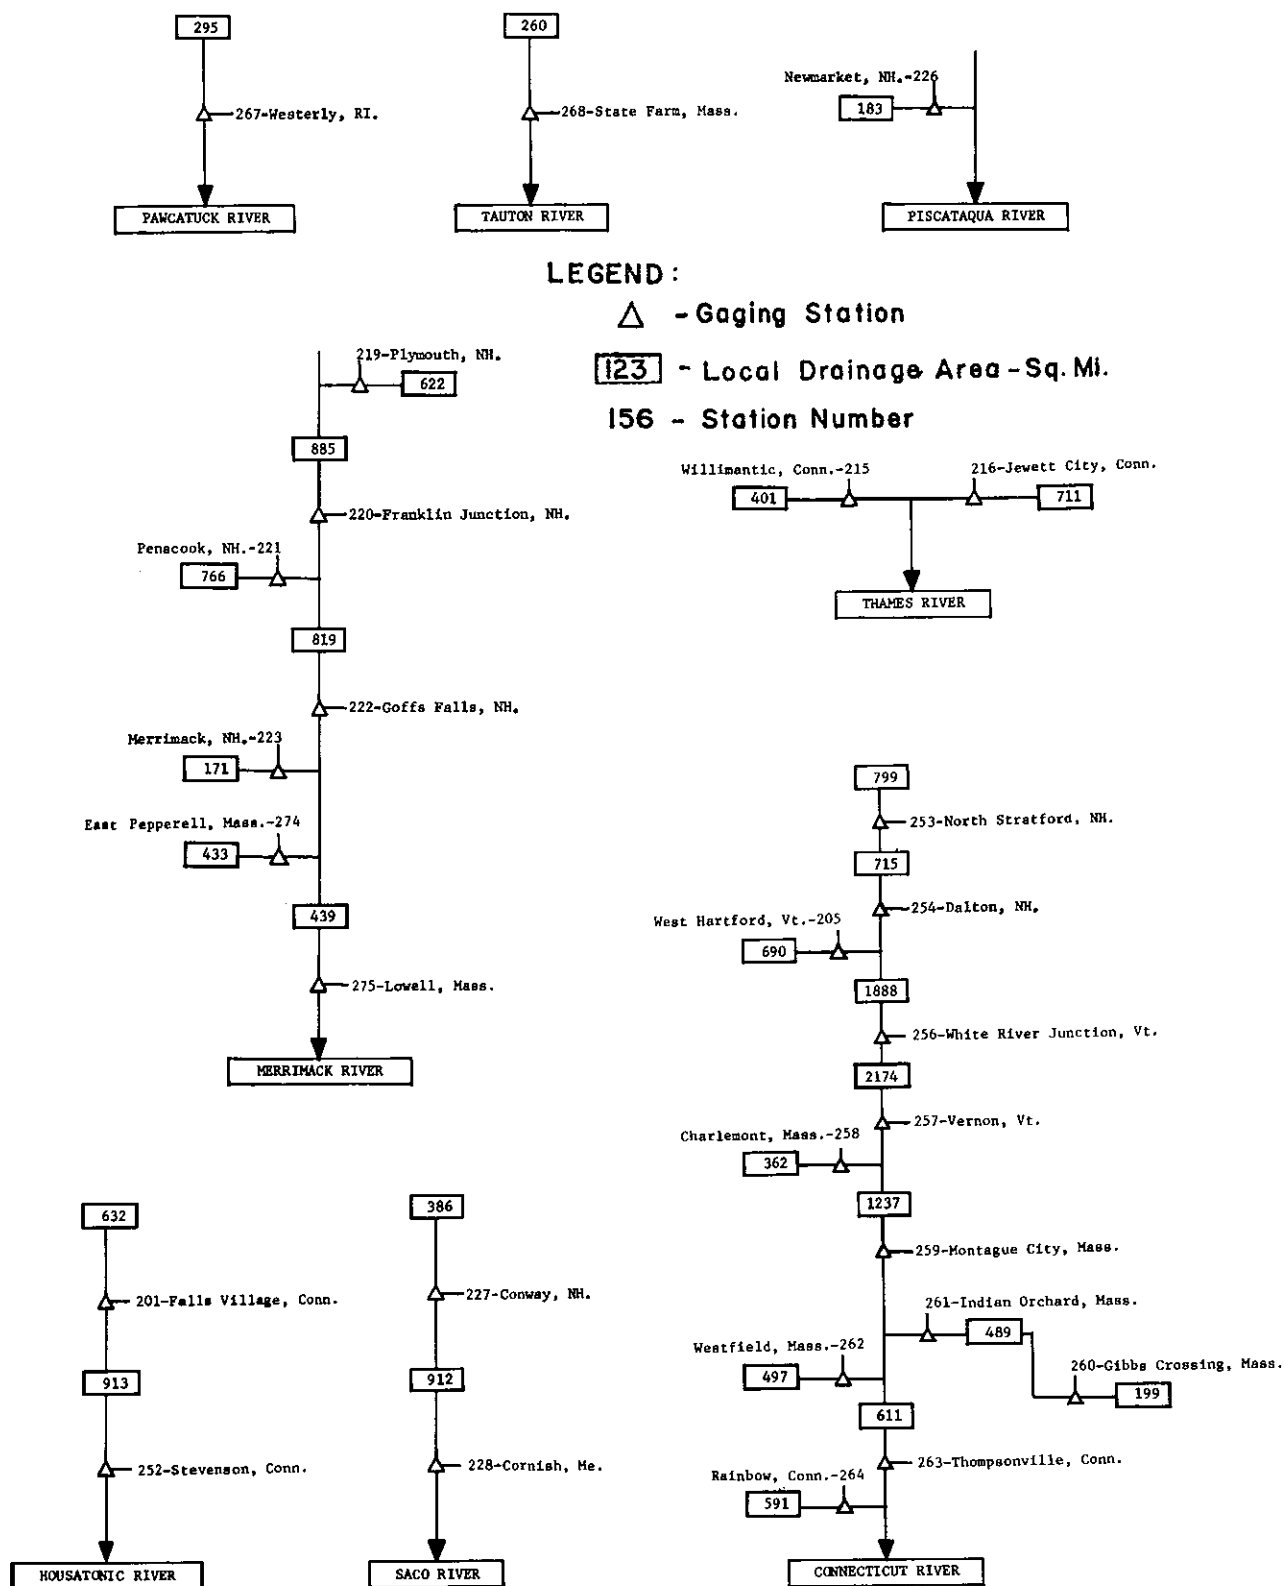 295
267-Westerly, RI.
PAWCATUCK RIVER
260
268-State Farm, Mass.
TAUTON RIVER
Newmarket, NH.-226
183
PISCATAQUA RIVER
LEGEND :
△ - Gaging Station
123 - Local Drainage Area - Sq. Mi.
156 - Station Number
219-Plymouth, NH.
622
885
220-Franklin Junction, NH.
Penacook, NH.-221
766
819
222-Goffs Falls, NH.
Merrimack, NH.-223
171
East Pepperell, Mass.-274
433
439
275-Lowell, Mass.
MERRIMACK RIVER
Willimantic, Conn.-215
216-Jewett City, Conn.
401
711
THAMES RIVER
799
253-North Stratford, NH.
715
254-Dalton, NH.
West Hartford, Vt.-205
690
1888
256-White River Junction, Vt.
2174
257-Vernon, Vt.
Charlemont, Mass.-258
362
1237
259-Montague City, Mass.
261-Indian Orchard, Mass.
489
260-Gibbs Crossing, Mass.
199
Westfield, Mass.-262
497
611
263-Thompsonville, Conn.
Rainbow, Conn.-264
591
CONNECTICUT RIVER
632
201-Falls Village, Conn.
913
252-Stevenson, Conn.
HOUSATONIC RIVER
386
227-Conway, NH.
912
228-Cornish, Me.
SACO RIVER